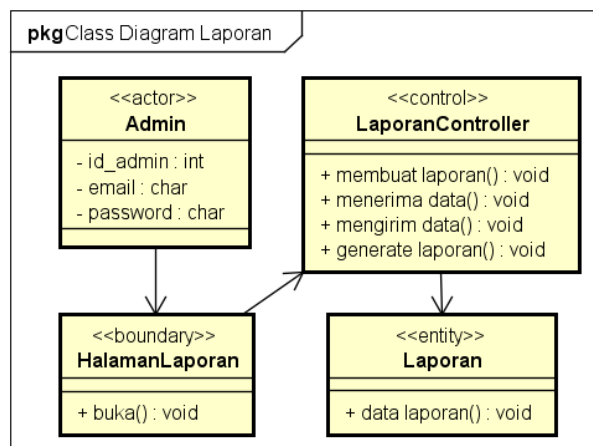 pkg Class Diagram Laporan
<<actor>>
Admin
- id_admin : int
- email : char
- password : char
<<control>>
LaporanController
+ membuat laporan() : void
+ menerima data() : void
+ mengirim data() : void
+ generate laporan() : void
<<boundary>>
HalamanLaporan
+ buka() : void
<<entity>>
Laporan
+ data laporan() : void